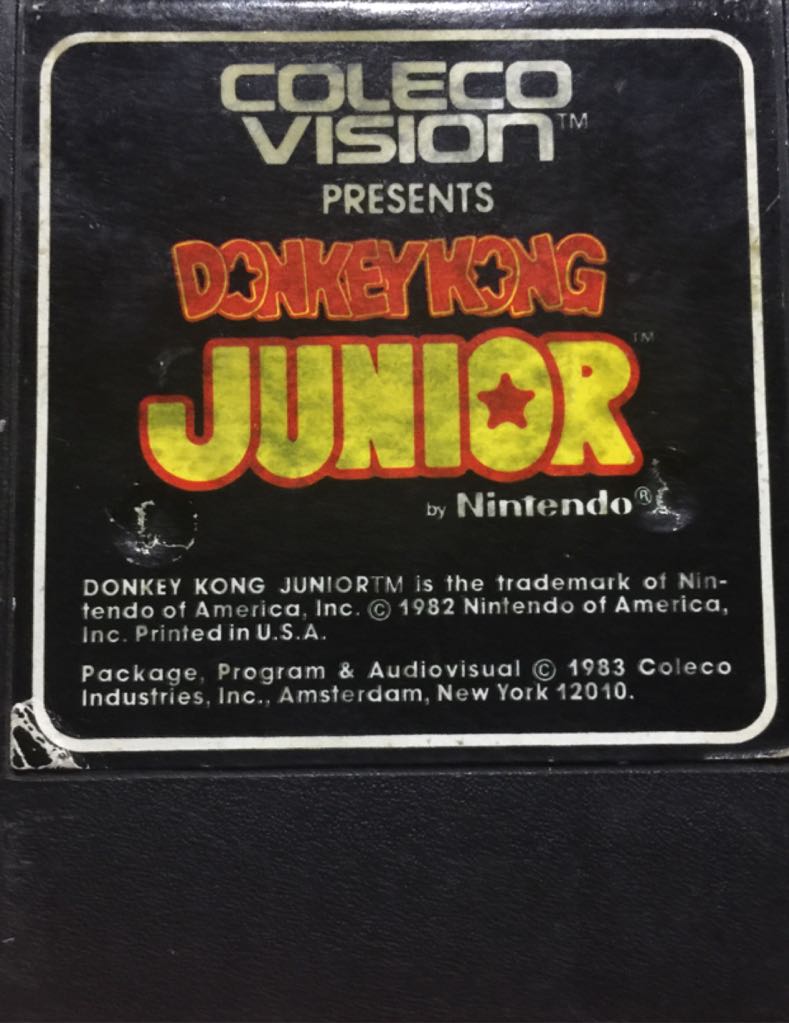 COLECO
VISION™
PRESENTS
DONKEY KONG
JUNIOR™
by Nintendo®
DONKEY KONG JUNIORTM is the trademark of Nin-
tendo of America, Inc. © 1982 Nintendo of America,
Inc. Printed in U.S.A.
Package, Program & Audiovisual © 1983 Coleco
Industries, Inc., Amsterdam, New York 12010.